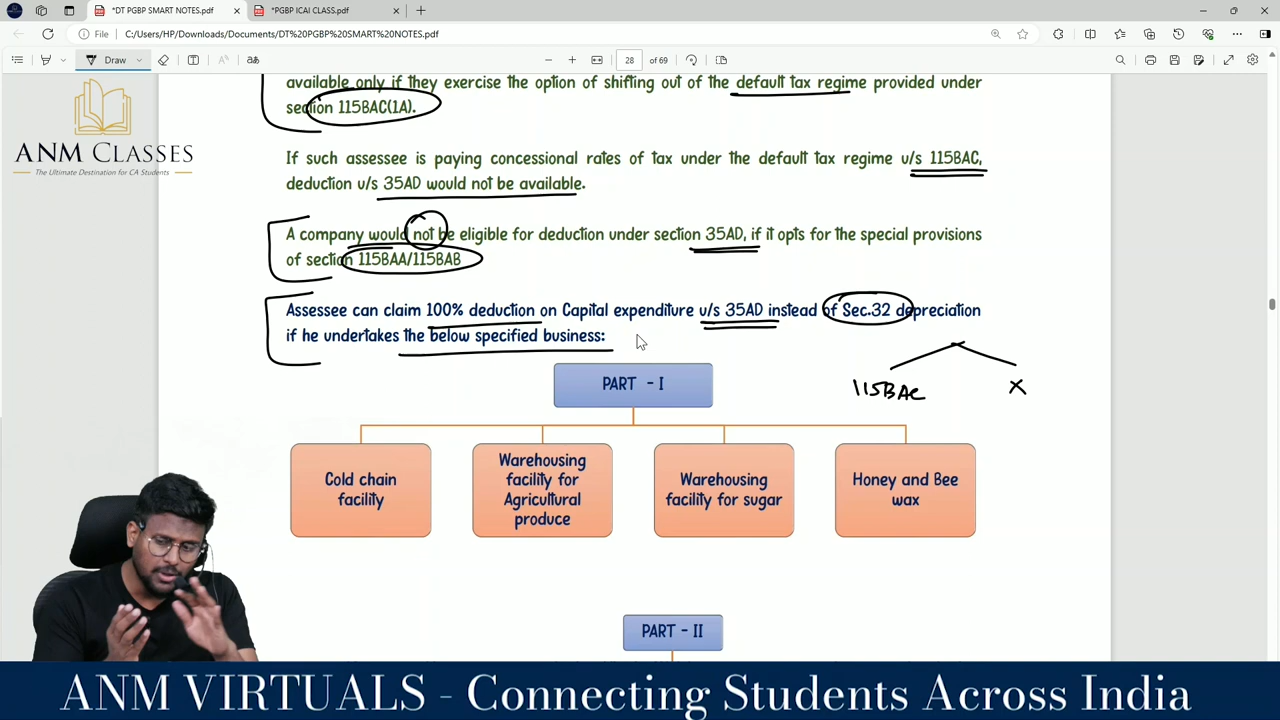 *DT PGBP SMART NOTES.pdf
*PGBP ICAI CLASS.pdf
File
C:/Users/HP/Downloads/Documents/DT%20PGBP%20SMART%20NOTES.pdf
Draw
28
of 69
ANM CLASSES
The Ultimate Destination for CA Students
available only if they exercise the option of shifting out of the default tax regime provided under
section 115BAC(1A).
If such assessee is paying concessional rates of tax under the default tax regime u/s 115BAC,
deduction u/s 35AD would not be available.
A company would not be eligible for deduction under section 35AD, if it opts for the special provisions
of section 115BAA/115BAB
Assessee can claim 100% deduction on Capital expenditure u/s 35AD instead of Sec.32 depreciation
if he undertakes the below specified business:
115BAC
X
PART - I
Cold chain
facility
Warehousing
facility for
Agricultural
produce
Warehousing
facility for sugar
Honey and Bee
wax
PART - II
ANM VIRTUALS - Connecting Students Across India